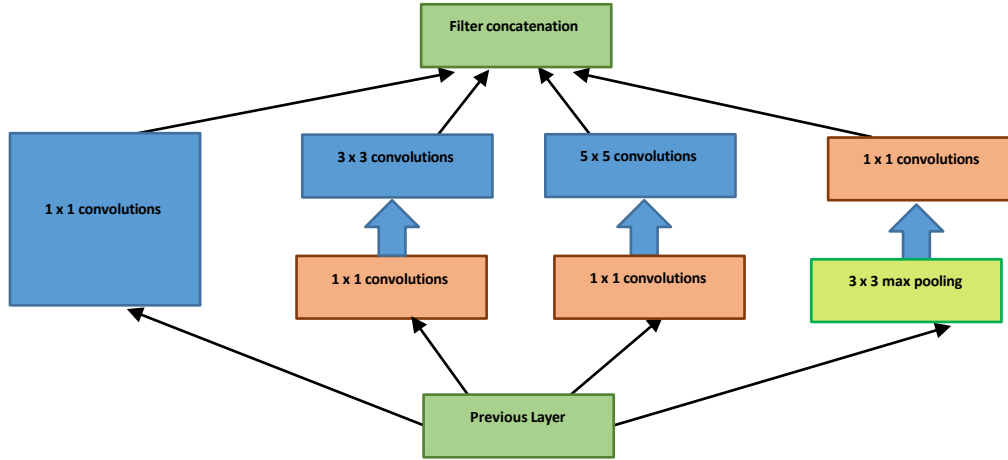 Filter concatenation
3 x 3 convolutions
5 x 5 convolutions
1 x 1 convolutions
1 x 1 convolutions
1 x 1 convolutions
1 x 1 convolutions
3 x 3 max pooling
Previous Layer